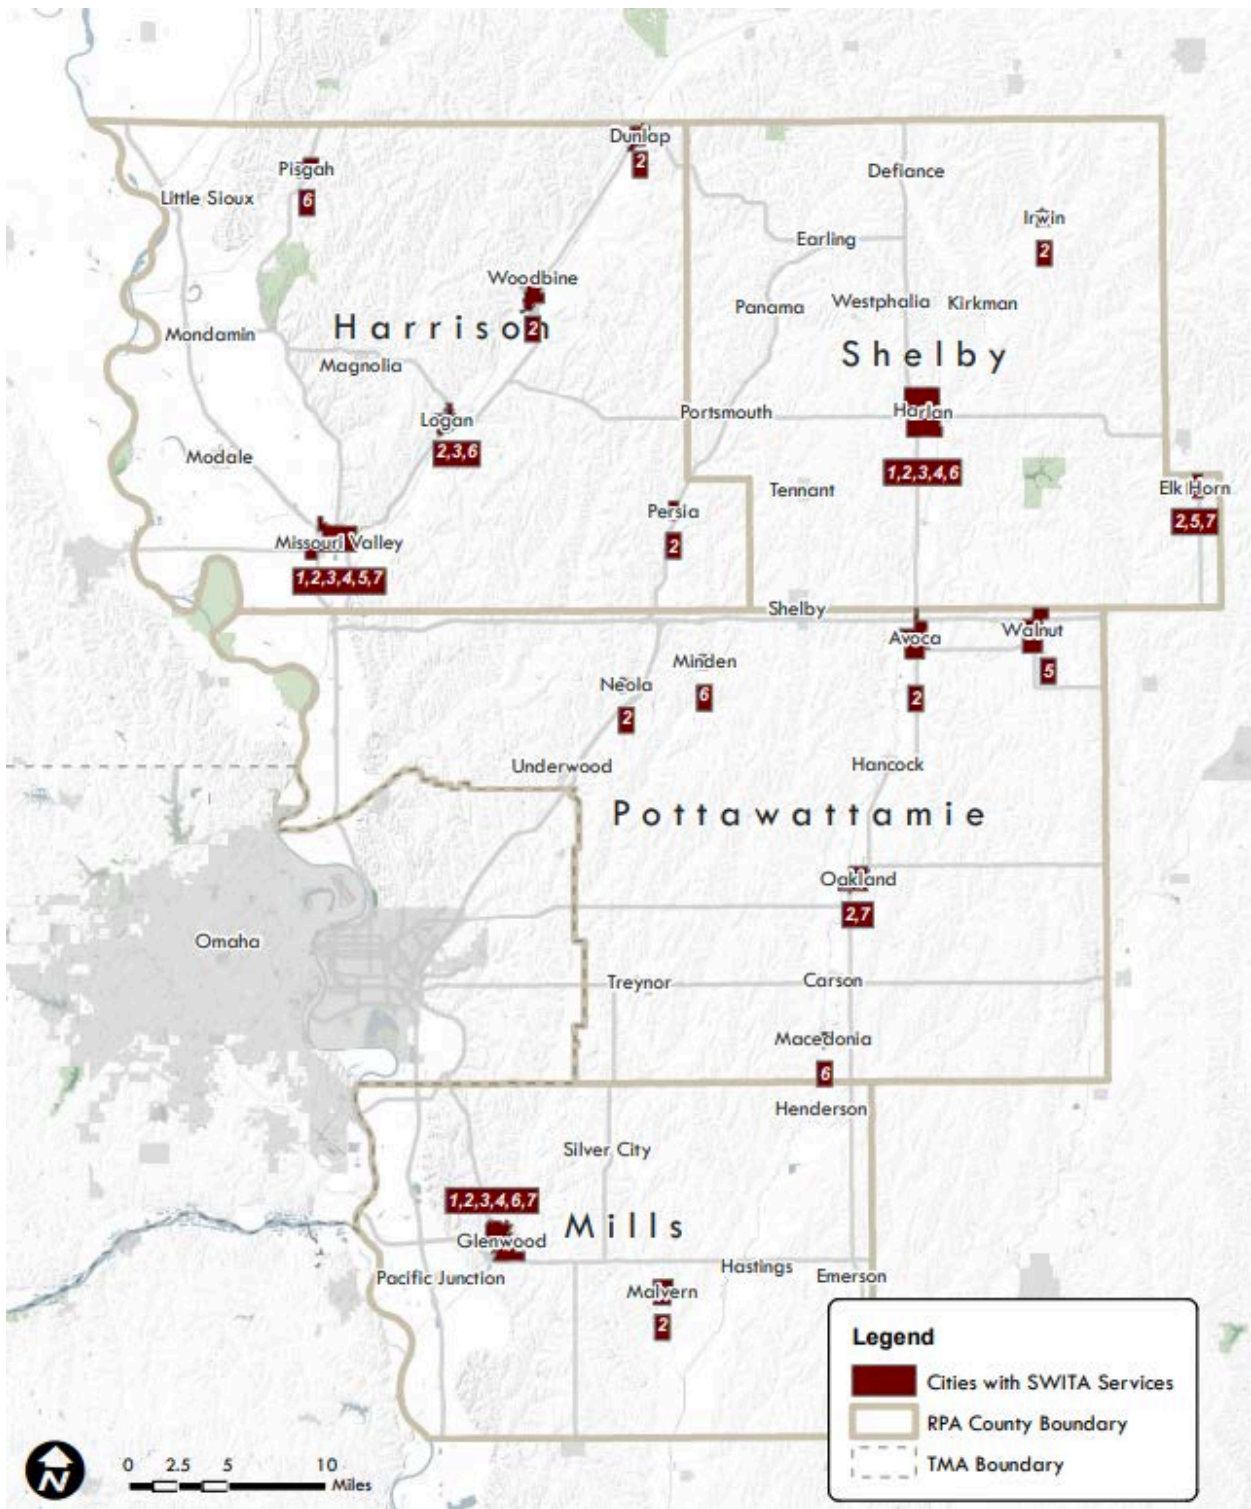 Dunlap
2
Pisgah
6
Defiance
Little Sioux
Irwin
2
Earling
Woodbine
2
Panama
Westphalia
Kirkman
Harrison
Mondamin
Shelby
Magnolia
Logan
2,3,6
Portsmouth
Harlan
1,2,3,4,6
Modale
Tennant
Elk Horn
2,5,7
Persia
2
Missouri Valley
1,2,3,4,5,7
Shelby
Avoca
2
Walnut
5
Minden
6
Neola
2
Underwood
Hancock
Pottawattamie
Oakland
2,7
Omaha
Treynor
Carson
Macedonia
6
Henderson
Silver City
1,2,3,4,6,7
Glenwood
Mills
Pacific Junction
Hastings
Emerson
Malvern
2
Legend
Cities with SWITA Services
RPA County Boundary
TMA Boundary
N
0 2.5 5 10
Miles